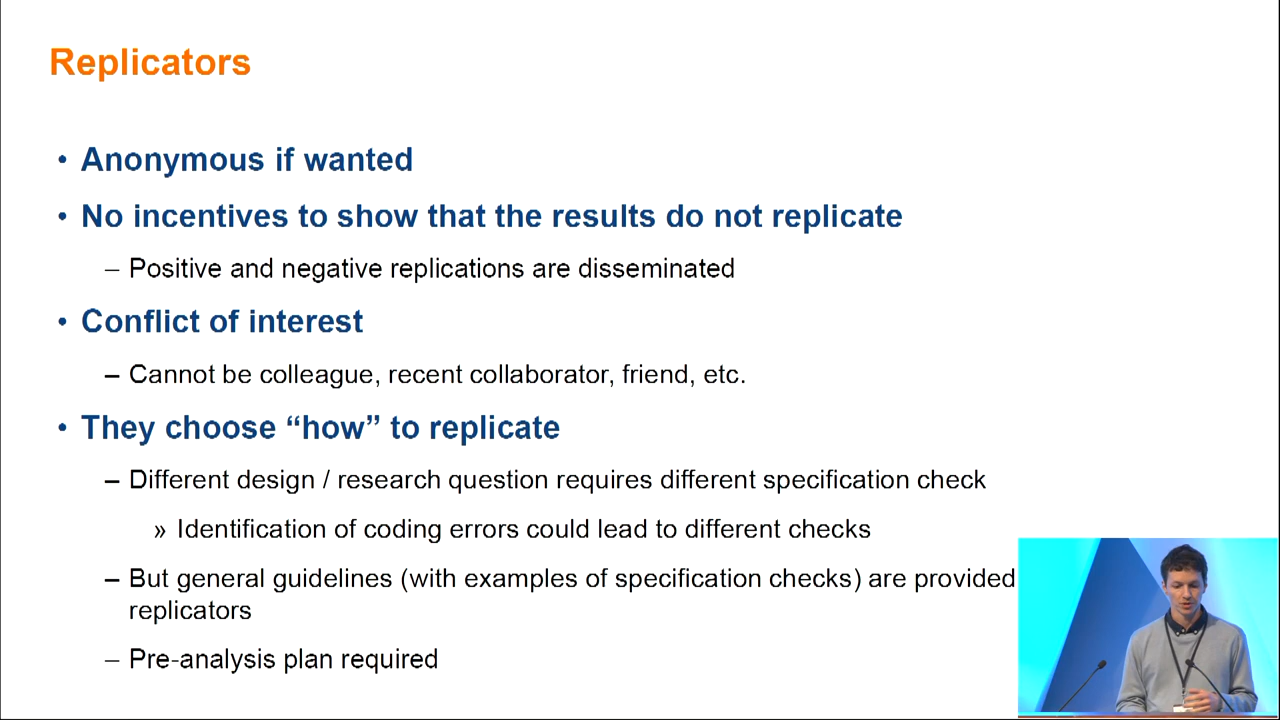 Replicators
• Anonymous if wanted
• No incentives to show that the results do not replicate
– Positive and negative replications are disseminated
• Conflict of interest
– Cannot be colleague, recent collaborator, friend, etc.
• They choose “how” to replicate
– Different design / research question requires different specification check
» Identification of coding errors could lead to different checks
– But general guidelines (with examples of specification checks) are provided
replicators
– Pre-analysis plan required